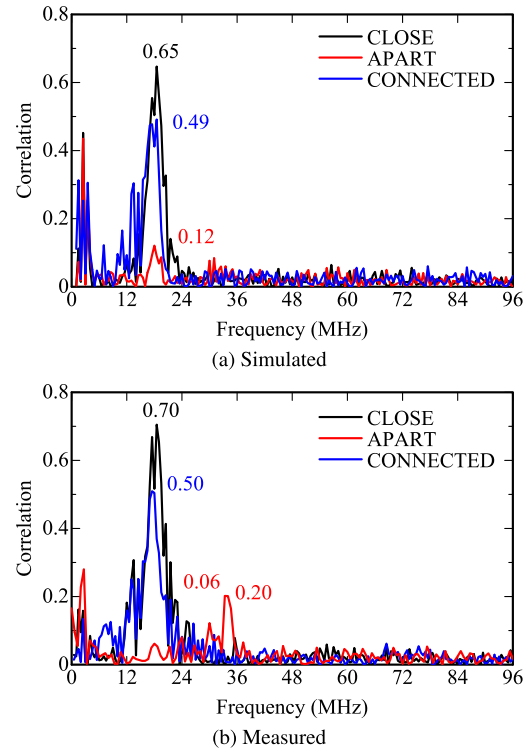 0.8
0.65
CLOSE
APART
CONNECTED
0.6
0.49
Correlation
0.4
0.2
0.12
0
0 12 24 36 48 60 72 84 96
Frequency (MHz)
(a) Simulated
0.8
0.70
CLOSE
APART
CONNECTED
0.6
0.50
Correlation
0.4
0.06 0.20
0.2
0
0 12 24 36 48 60 72 84 96
Frequency (MHz)
(b) Measured